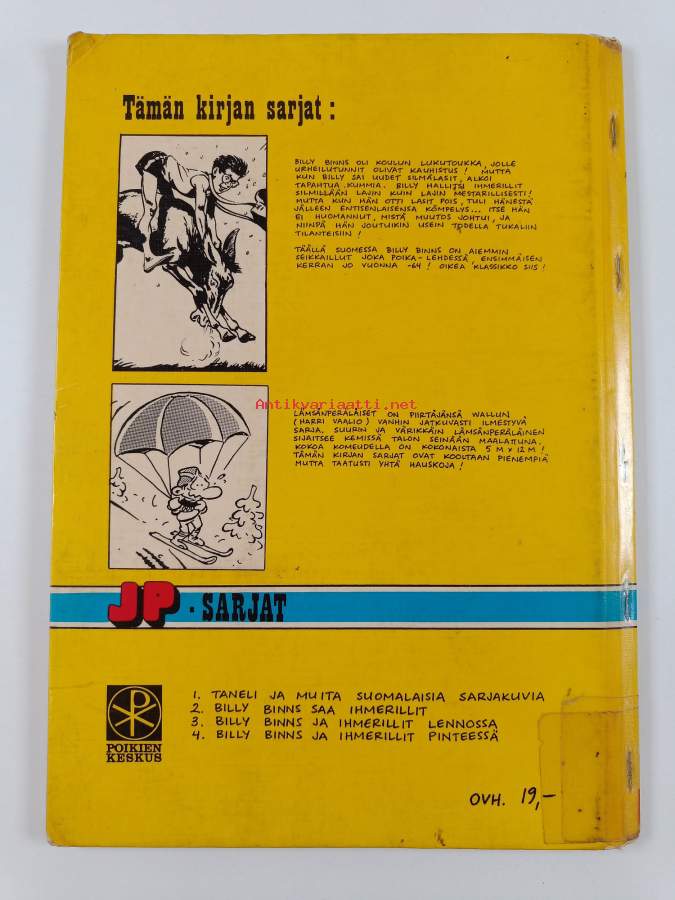 Tämän kirjan sarjat :
BILLY BINNS OLI KOULUN LUKUTOUKKA, JOLLE
URHEILUTUNNIT OLIVAT KAUHISTUS ! MUTTA
KUN BILLY SAI UUDET SILMÄLASIT, ALKOI
TAPAHTUA KUMMIA. BILLY HALLITSI IHMERILLIT
SILMILLÄÄN LAJIN KUIN LAJIN MESTARILLISESTI!
MUTTA KUN HÄN OTTI LASIT POIS, TULI HÄNESTÄ
JÄLLEEN ENTISENLAISENSA KÖMPELYS... ITSE HÄN
EI HUOMANNUT, MISTÄ MUUTOS JOHTUI, JA
NIINPÄ HÄN JOUTUIKIN USEIN TODELLA TUKALIIN
TILANTEISIIN !
TÄÄLLÄ SUOMESSA BILLY BINNS ON AIEMMIN
SEIKKAILLUT JOKA POIKA-LEHDESSÄ, ENSIMMÄISEN
KERRAN JO VUONNA -64 ! OIKEA KLASSIKKO SIIS !
Antikvariaatti.net
LÄMSÄNPERÄLÄISET ON PIIRTÄJÄNSÄ WALLUN
(HARRI VAALIO) VANHIN JATKUVASTI ILMESTYVÄ
SARJA. SUURIN JA VÄRIKKÄIN LÄMSÄNPERÄLÄINEN
SIJAITSEE KEMISSÄ TALON SEINÄÄN MAALATTUNA.
KOKOA KOMEUDELLA ON KOKONAISTA 5 M X 12 M !
TÄMÄN KIRJAN SARJAT OVAT KOOLTAAN PIENEMPIÄ
MUTTA TAATUSTI YHTÄ HAUSKOJA !
JP - SARJAT
1. TANELI JA MUITA SUOMALAISIA SARJAKUVIA
2. BILLY BINNS SAA IHMERILLIT
3. BILLY BINNS JA IHMERILLIT LENNOSSA
4. BILLY BINNS JA IHMERILLIT PINTEESSÄ
POIKIEN
KESKUS
OVH. 19,-